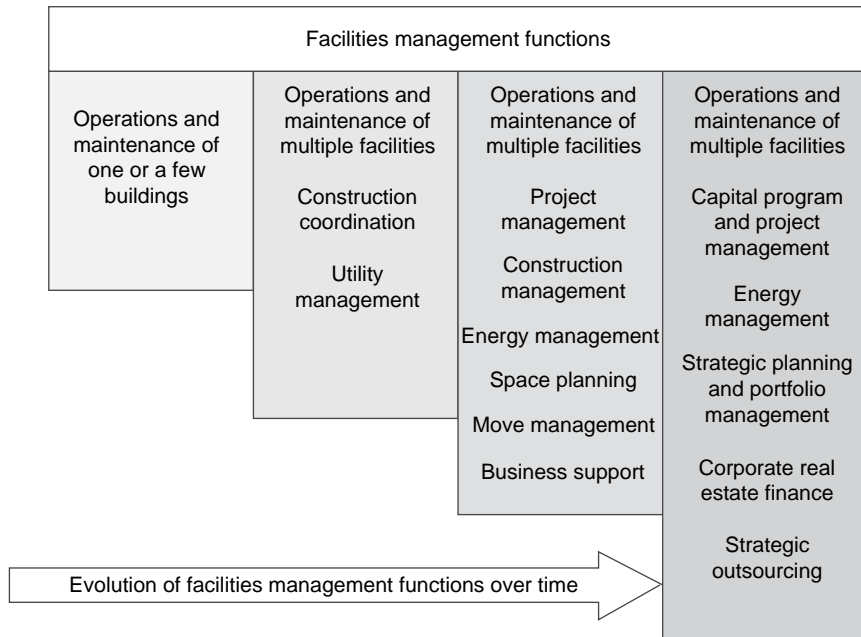 Facilities management functions
Operations and
maintenance of
one or a few
buildings
Operations and
maintenance of
multiple facilities
Construction
coordination
Utility
management
Operations and
maintenance of
multiple facilities
Project
management
Construction
management
Energy management
Space planning
Move management
Business support
Operations and
maintenance of
multiple facilities
Capital program
and project
management
Energy
management
Strategic planning
and portfolio
management
Corporate real
estate finance
Strategic
outsourcing
Evolution of facilities management functions over time